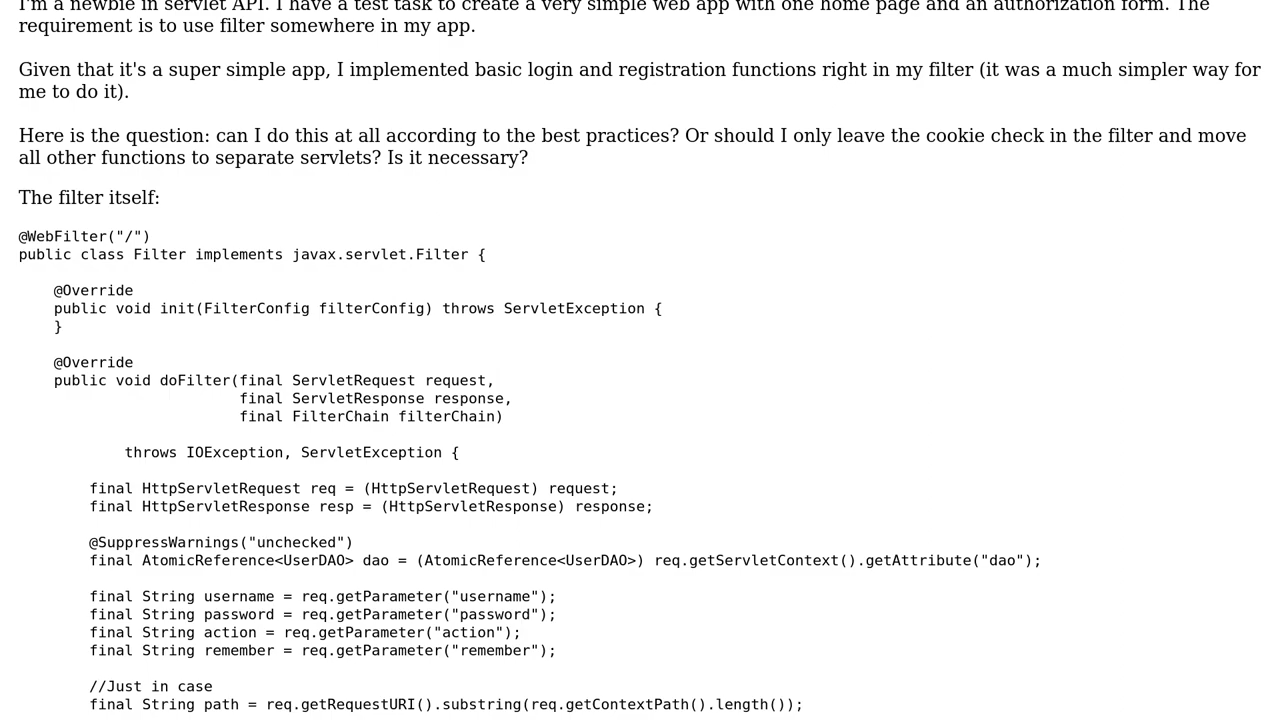 I'm a newbie in servlet API. I have a test task to create a very simple web app with one home page and an authorization form. The
requirement is to use filter somewhere in my app.
Given that it's a super simple app, I implemented basic login and registration functions right in my filter (it was a much simpler way for
me to do it).
Here is the question: can I do this at all according to the best practices? Or should I only leave the cookie check in the filter and move
all other functions to separate servlets? Is it necessary?
The filter itself:
@WebFilter("/")
public class Filter implements javax.servlet.Filter {
    @Override
    public void init(FilterConfig filterConfig) throws ServletException {
    }
    @Override
    public void doFilter(final ServletRequest request,
                         final ServletResponse response,
                         final FilterChain filterChain)
            throws IOException, ServletException {
        final HttpServletRequest req = (HttpServletRequest) request;
        final HttpServletResponse resp = (HttpServletResponse) response;
        @SuppressWarnings("unchecked")
        final AtomicReference<UserDAO> dao = (AtomicReference<UserDAO>) req.getServletContext().getAttribute("dao");
        final String username = req.getParameter("username");
        final String password = req.getParameter("password");
        final String action = req.getParameter("action");
        final String remember = req.getParameter("remember");
        //Just in case
        final String path = req.getRequestURI().substring(req.getContextPath().length());